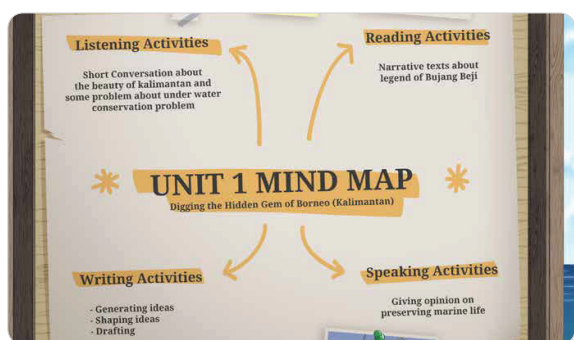 Listening Activities
Short Conversation about
the beauty of kalimantan and
some problem about under water
conservation problem
Reading Activities
Narrative texts about
legend of Bujang Beji
UNIT 1 MIND MAP
Digging the Hidden Gem of Borneo (Kalimantan)
Writing Activities
- Generating ideas
- Shaping ideas
- Drafting
Speaking Activities
Giving opinion on
preserving marine life